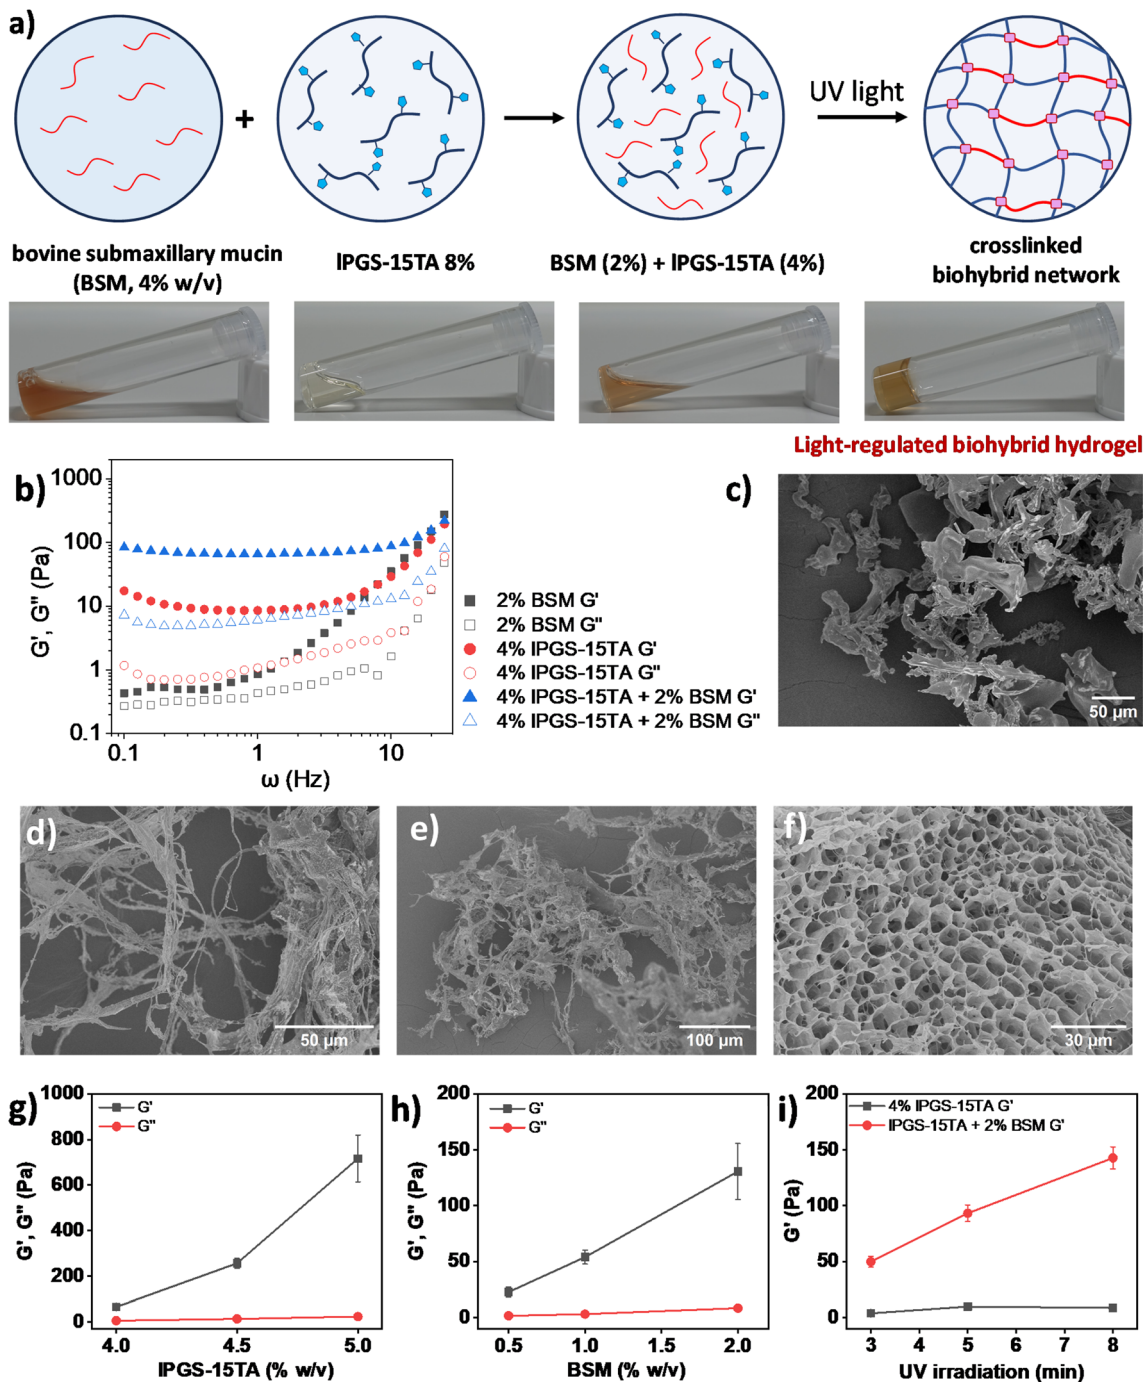 a)
+
UV light
bovine submaxillary mucin
(BSM, 4% w/v)
lPGS-15TA 8%
BSM (2%) + lPGS-15TA (4%)
crosslinked
biohybrid network
Light-regulated biohybrid hydrogel
b)
1000
100
10
1
0.1
G', G" (Pa)
0.1
1
10
ω (Hz)
2% BSM G'
2% BSM G"
4% lPGS-15TA G'
4% lPGS-15TA G"
4% lPGS-15TA + 2% BSM G'
4% lPGS-15TA + 2% BSM G"
c)
50 µm
d)
50 µm
e)
100 µm
f)
30 µm
g)
1000
800
600
400
200
0
G', G" (Pa)
G'
G"
4.0
4.5
5.0
lPGS-15TA (% w/v)
h)
200
150
100
50
0
G', G" (Pa)
G'
G"
0.5
1.0
1.5
2.0
BSM (% w/v)
i)
200
150
100
50
0
G' (Pa)
4% lPGS-15TA G'
lPGS-15TA + 2% BSM G'
3
4
5
6
7
8
UV irradiation (min)